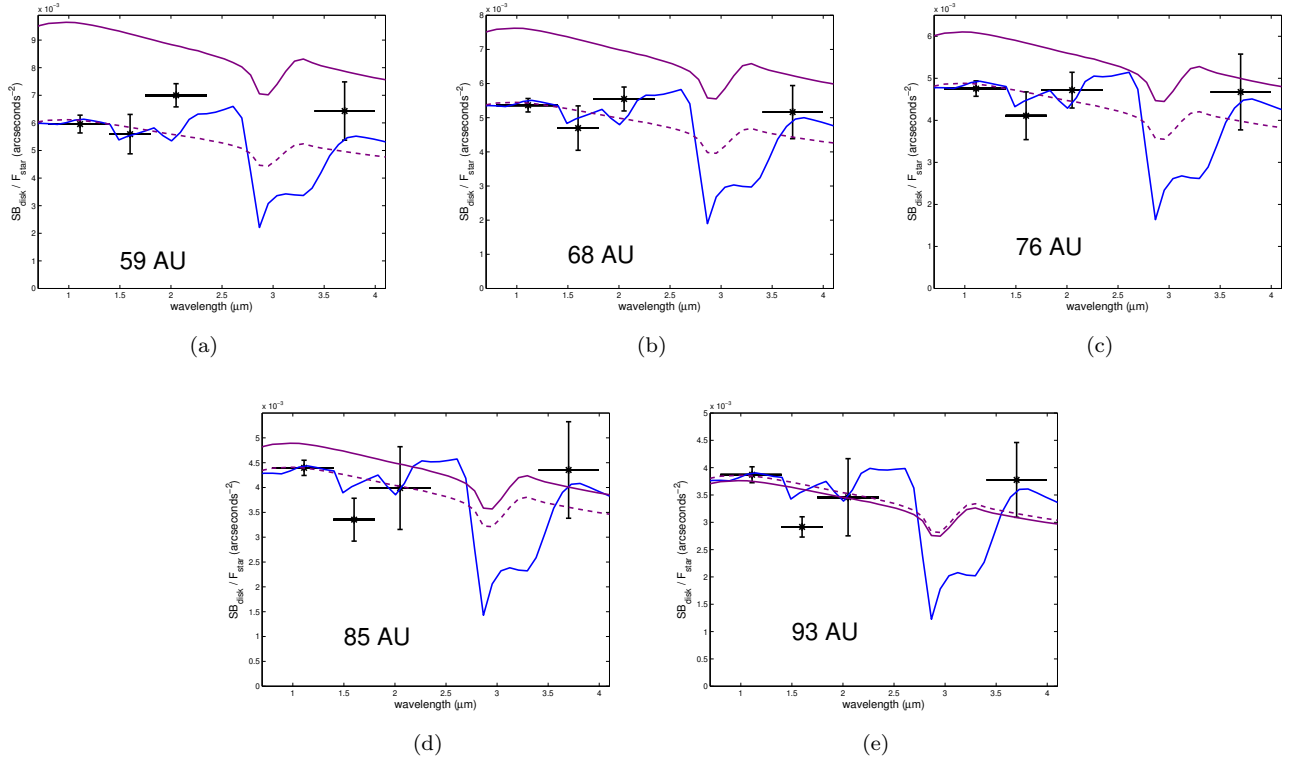 x 10⁻³
10
9
8
7
6
5
4
3
2
1
0
SB_disk / F_star (arcseconds⁻²)
59 AU
1 1.5 2 2.5 3 3.5 4
wavelength (μm)
(a)
x 10⁻³
8
7
6
5
4
3
2
1
0
SB_disk / F_star (arcseconds⁻²)
68 AU
1 1.5 2 2.5 3 3.5 4
wavelength (μm)
(b)
x 10⁻³
6
5
4
3
2
1
0
SB_disk / F_star (arcseconds⁻²)
76 AU
1 1.5 2 2.5 3 3.5 4
wavelength (μm)
(c)
x 10⁻³
5
4.5
4
3.5
3
2.5
2
1.5
1
0.5
0
SB_disk / F_star (arcseconds⁻²)
85 AU
1 1.5 2 2.5 3 3.5 4
wavelength (μm)
(d)
x 10⁻³
5
4.5
4
3.5
3
2.5
2
1.5
1
0.5
0
SB_disk / F_star (arcseconds⁻²)
93 AU
1 1.5 2 2.5 3 3.5 4
wavelength (μm)
(e)